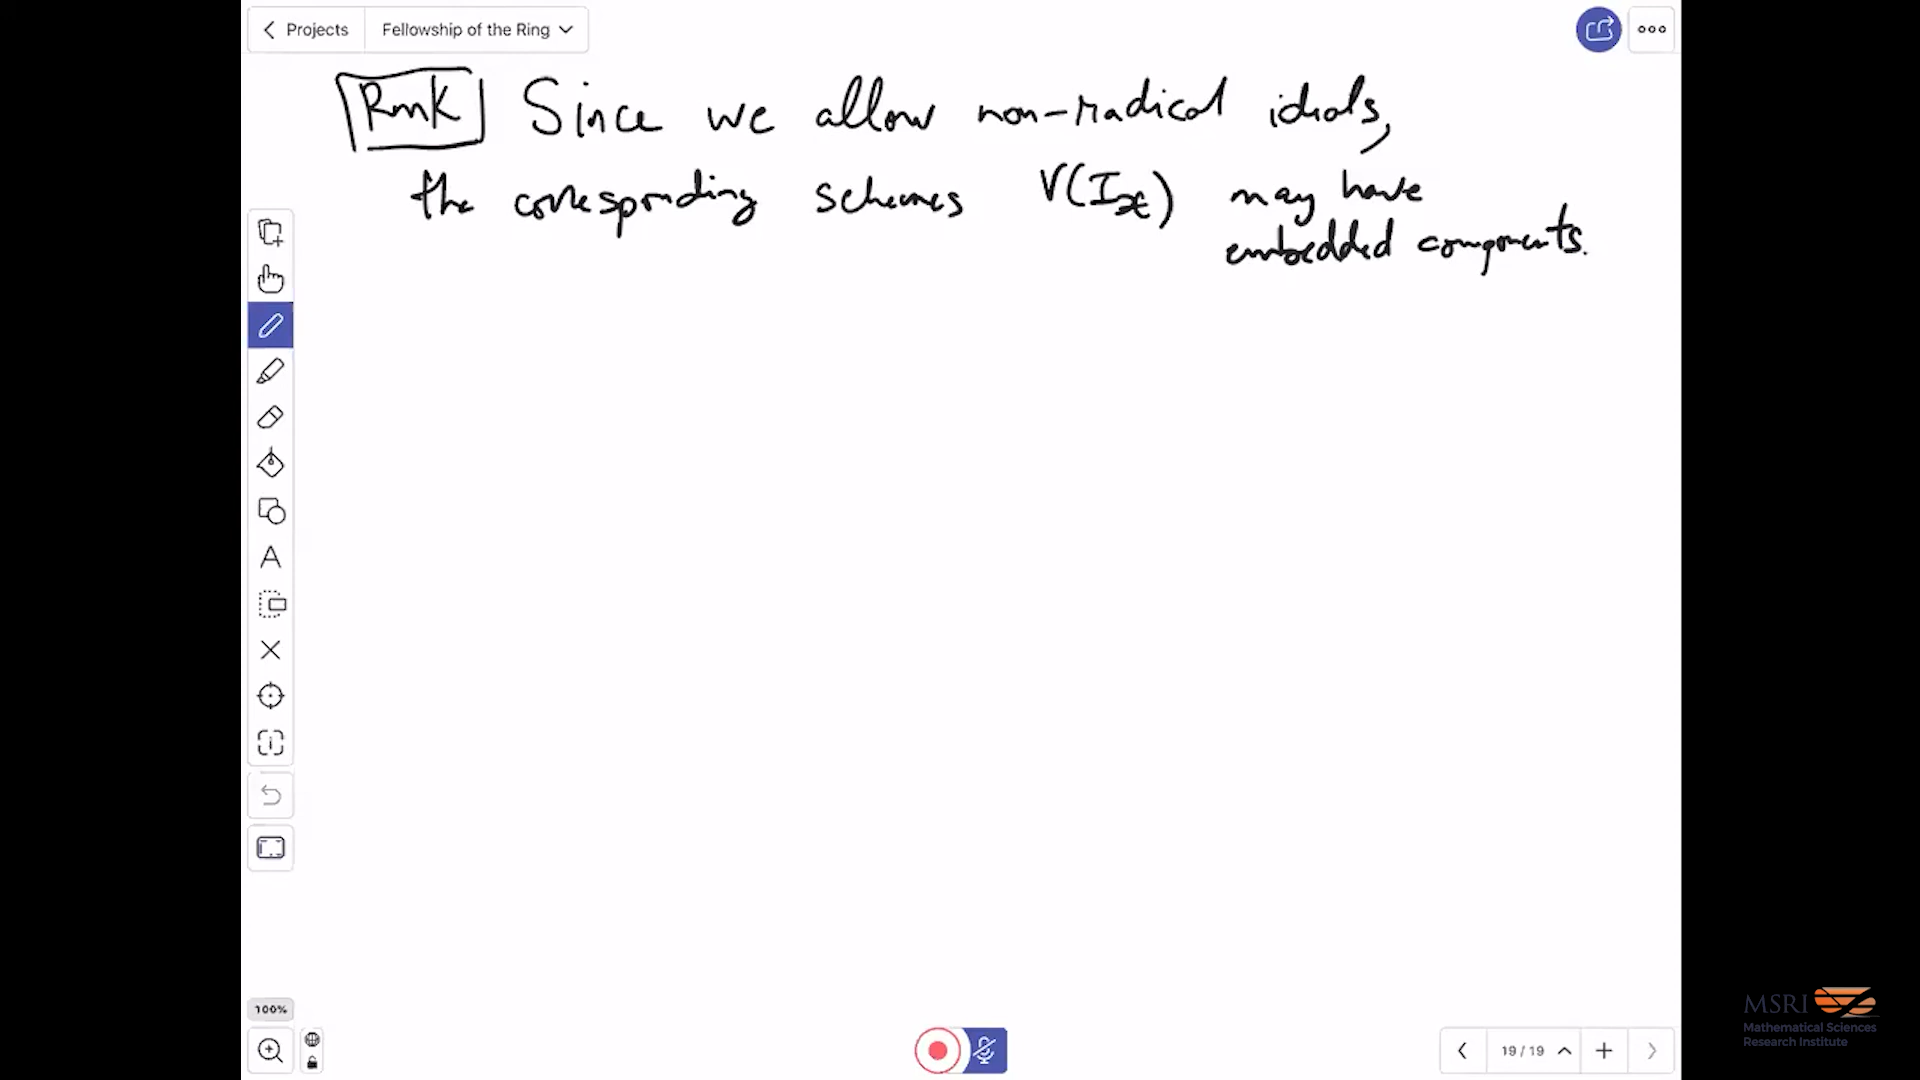 Projects
Fellowship of the Ring
Rmk Since we allow non-radical ideals,
the corresponding schemes V(I_𝔛) may have
embedded components.
A
100%
19/19
MSRI
Mathematical Sciences
Research Institute